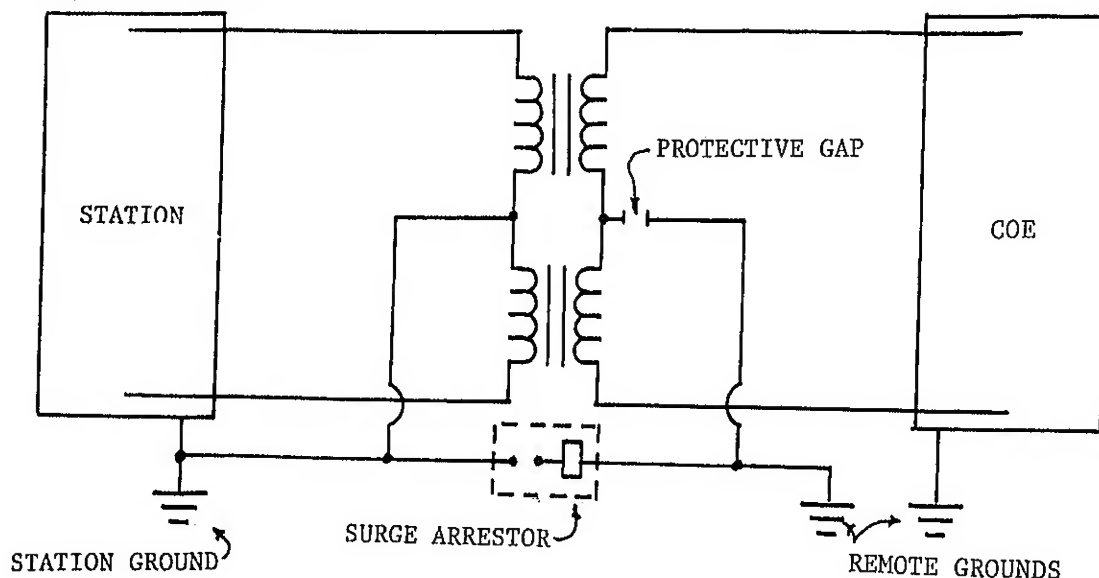 PROTECTIVE GAP
STATION
COE
SURGE ARRESTOR
STATION GROUND
REMOTE GROUNDS